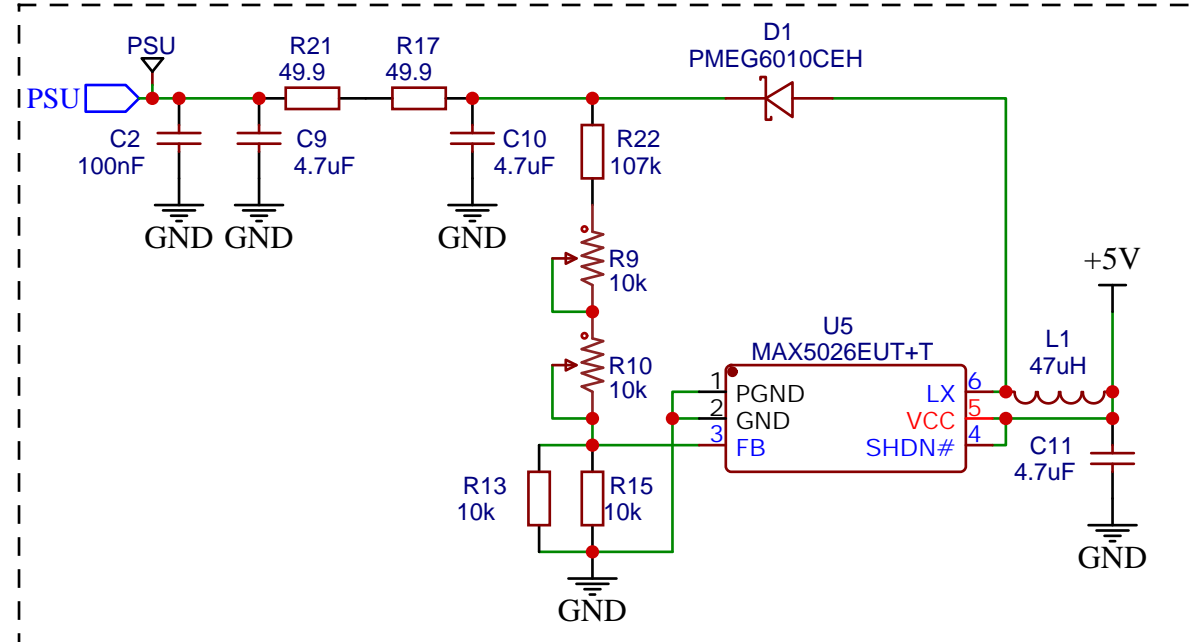 PSU
PSU
R21
49.9
R17
49.9
D1
PMEG6010CEH
C2
100nF
C9
4.7uF
C10
4.7uF
R22
107k
GND
GND
GND
R9
10k
+5V
R10
10k
U5
MAX5026EUT+T
L1
47uH
1
PGND
2
GND
3
FB
LX
6
VCC
5
SHDN#
4
C11
4.7uF
R13
10k
R15
10k
GND
GND